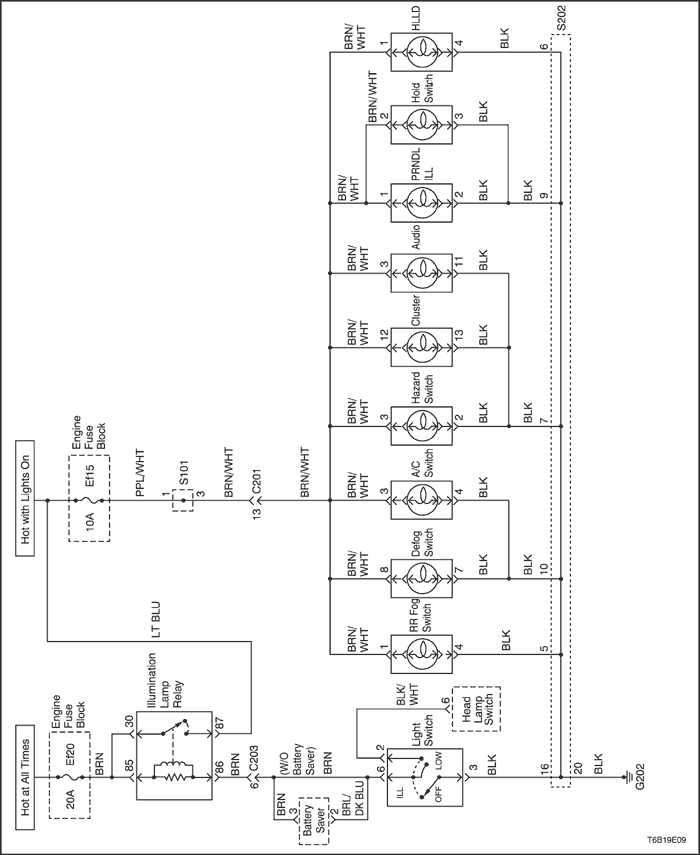 Hot at All Times
Engine
Fuse
Block
Ef20
20A
BRN
Illumination
Lamp
Relay
30
85
87
86
BRN
6
C203
(W/O
Battery
Saver)
BRN
BRN
3
Battery
Saver
2
BRL/
DK BLU
6
2
Light
Switch
ILL
LOW
OFF
3
BLK
BLK/
WHT
6
Head
Lamp
Switch
16
20
BLK
G202
Hot with Lights On
Engine
Fuse
Block
Ef15
10A
LT BLU
PPL/WHT
1
S101
3
BRN/WHT
13
C201
BRN/WHT
BRN/
WHT
1
RR Fog
Switch
4
BLK
5
BRN/
WHT
8
Defog
Switch
7
BLK
BLK
10
BRN/
WHT
3
A/C
Switch
4
BLK
BRN/
WHT
3
Hazard
Switch
2
BLK
BLK
7
BRN/
WHT
12
Cluster
13
BLK
BRN/
WHT
3
Audio
11
BLK
BRN/
WHT
1
PRNDL
ILL
2
BLK
BLK
9
BRN/WHT
2
Hold
Switch
3
BLK
BRN/
WHT
1
HLLD
4
BLK
6
S202
T6B19E09